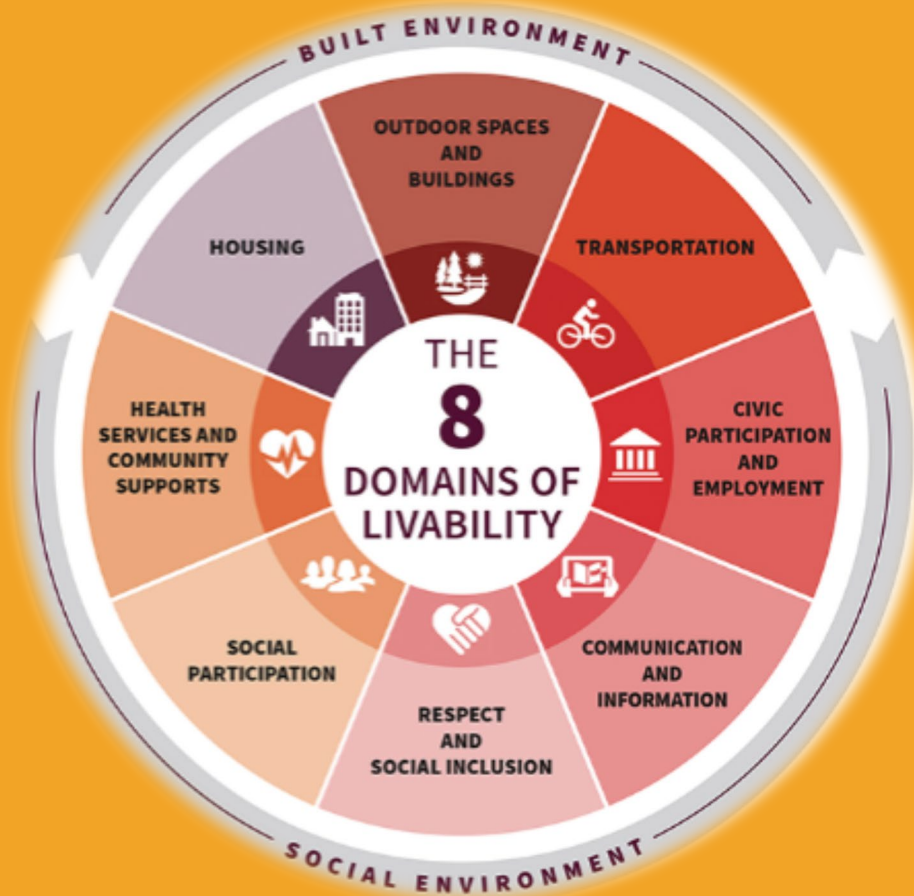 BUILT ENVIRONMENT
OUTDOOR SPACES
AND
BUILDINGS
TRANSPORTATION
CIVIC
PARTICIPATION
AND
EMPLOYMENT
COMMUNICATION
AND
INFORMATION
RESPECT
AND
SOCIAL INCLUSION
SOCIAL
PARTICIPATION
HEALTH
SERVICES AND
COMMUNITY
SUPPORTS
HOUSING
THE
8
DOMAINS OF
LIVABILITY
SOCIAL ENVIRONMENT